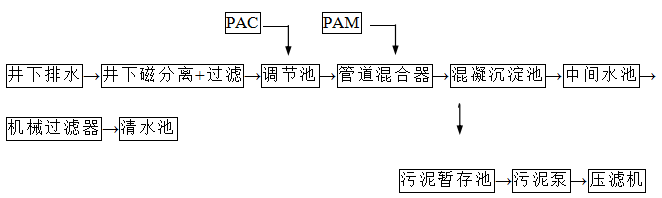 PAC PAM
井下排水→井下磁分离+过滤→调节池→管道混合器→混凝沉淀池→中间水池→
机械过滤器→清水池
污泥暂存池→污泥泵→压滤机